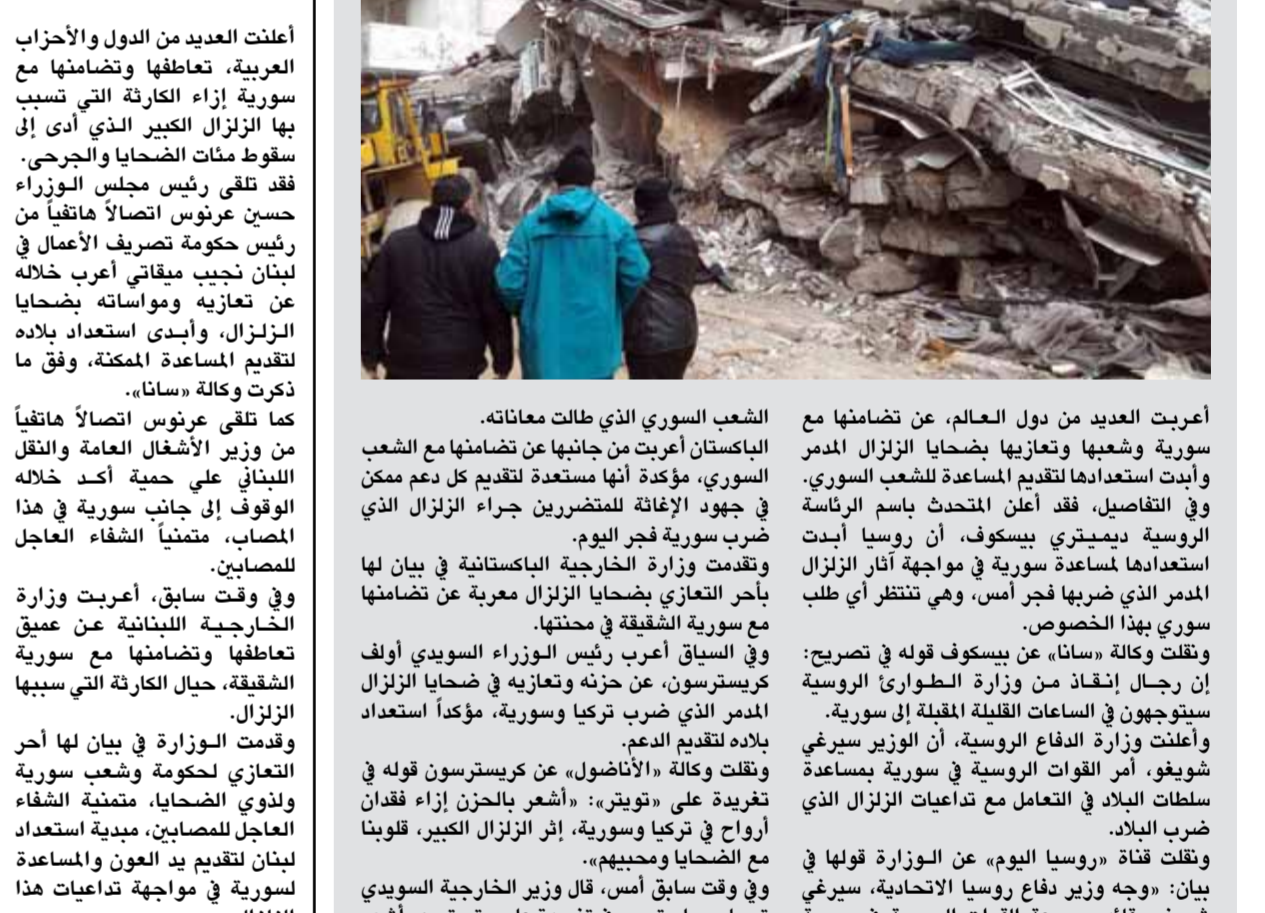 أعربت العديد من دول العالم، عن تضامنها مع
سورية وشعبها وتعازيها بضحايا الزلزال المدمر
وأبدت استعدادها لتقديم المساعدة للشعب السوري.
وفي التفاصيل، فقد أعلن المتحدث باسم الرئاسة
الروسية ديميتري بيسكوف، أن روسيا أبدت
استعدادها لمساعدة سورية في مواجهة آثار الزلزال
المدمر الذي ضربها فجر أمس، وهي تنتظر أي طلب
سوري بهذا الخصوص.
ونقلت وكالة «سانا» عن بيسكوف قوله في تصريح:
إن رجال إنقاذ من وزارة الطوارئ الروسية
سيتوجهون في الساعات القليلة المقبلة إلى سورية.
وأعلنت وزارة الدفاع الروسية، أن الوزير سيرغي
شويغو، أمر القوات الروسية في سورية بمساعدة
سلطات البلاد في التعامل مع تداعيات الزلزال الذي
ضرب البلاد.
ونقلت قناة «روسيا اليوم» عن الوزارة قولها في
بيان: «وجه وزير دفاع روسيا الاتحادية، سيرغي
الشعب السوري الذي طالت معاناته.
الباكستان أعربت من جانبها عن تضامنها مع الشعب
السوري، مؤكدة أنها مستعدة لتقديم كل دعم ممكن
في جهود الإغاثة للمتضررين جراء الزلزال الذي
ضرب سورية فجر اليوم.
وتقدمت وزارة الخارجية الباكستانية في بيان لها
بأحر التعازي بضحايا الزلزال معربة عن تضامنها
مع سورية الشقيقة في محنتها.
وفي السياق أعرب رئيس الوزراء السويدي أولف
كريسترسون، عن حزنه وتعازيه في ضحايا الزلزال
المدمر الذي ضرب تركيا وسورية، مؤكداً استعداد
بلاده لتقديم الدعم.
ونقلت وكالة «الأناضول» عن كريسترسون قوله في
تغريدة على «تويتر»: «أشعر بالحزن إزاء فقدان
أرواح في تركيا وسورية، إثر الزلزال الكبير، قلوبنا
مع الضحايا ومحبيهم».
وفي وقت سابق أمس، قال وزير الخارجية السويدي
أعلنت العديد من الدول والأحزاب
العربية، تعاطفها وتضامنها مع
سورية إزاء الكارثة التي تسبب
بها الزلزال الكبير الذي أدى إلى
سقوط مئات الضحايا والجرحى.
فقد تلقى رئيس مجلس الوزراء
حسين عرنوس اتصالاً هاتفياً من
رئيس حكومة تصريف الأعمال في
لبنان نجيب ميقاتي أعرب خلاله
عن تعازيه ومواساته بضحايا
الزلزال، وأبدى استعداد بلاده
لتقديم المساعدة الممكنة، وفق ما
ذكرت وكالة «سانا».
كما تلقى عرنوس اتصالاً هاتفياً
من وزير الأشغال العامة والنقل
اللبناني علي حمية أكد خلاله
الوقوف إلى جانب سورية في هذا
المصاب، متمنياً الشفاء العاجل
للمصابين.
وفي وقت سابق، أعربت وزارة
الخارجية اللبنانية عن عميق
تعاطفها وتضامنها مع سورية
الشقيقة، حيال الكارثة التي سببها
الزلزال.
وقدمت الوزارة في بيان لها أحر
التعازي لحكومة وشعب سورية
ولذوي الضحايا، متمنية الشفاء
العاجل للمصابين، مبدية استعداد
لبنان لتقديم يد العون والمساعدة
لسورية في مواجهة تداعيات هذا